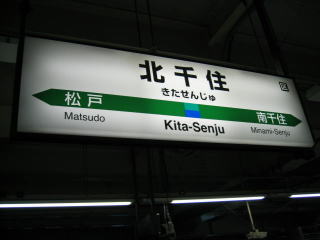 北千住
きたせんじゅ
松戸
Matsudo
Kita-Senju
南千住
Minami-Senju